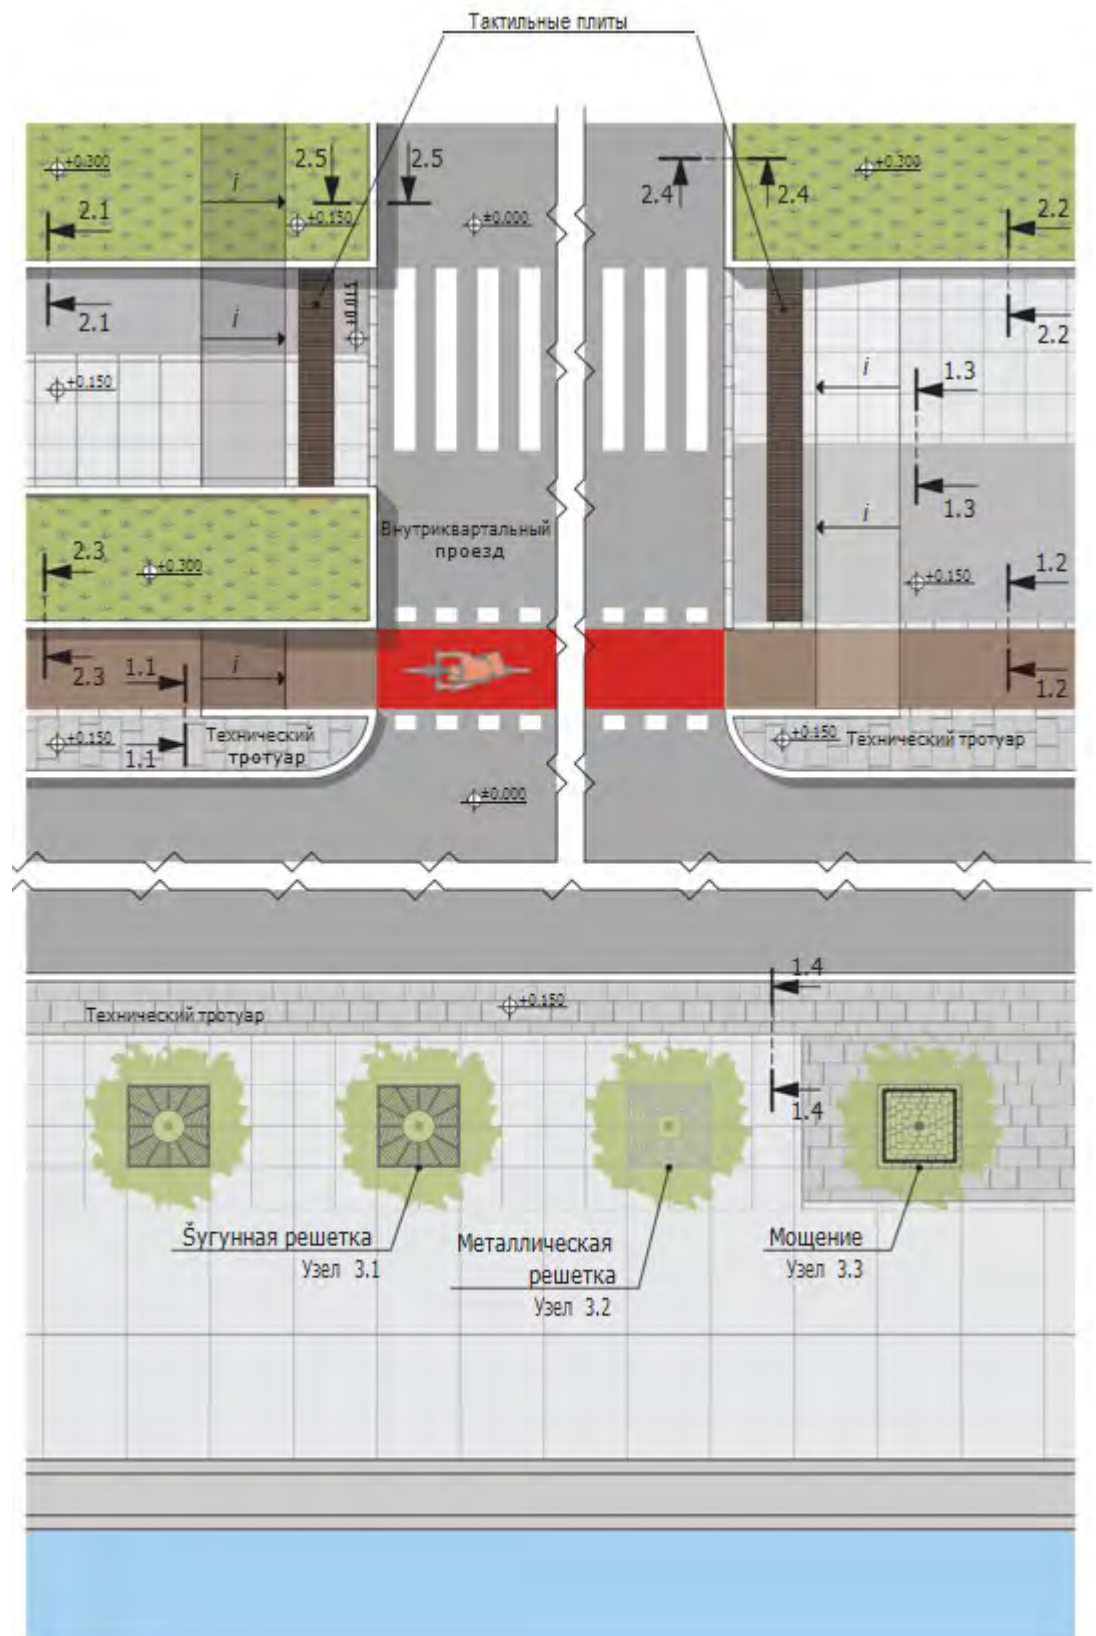 Тактильные плиты
+0.300
2.5
2.5
2.4
2.4
+0.300
i
2.1
+0.150
±0.000
2.2
2.1
i
+0.015
2.2
+0.150
i
1.3
1.3
i
Внутриквартальный
проезд
2.3
+0.300
1.2
+0.150
2.3
1.1
i
1.2
+0.150
1.1
Технический
тротуар
+0.150
Технический тротуар
±0.000
1.4
+0.150
Технический тротуар
1.4
Šугунная решетка
Узел 3.1
Металлическая
решетка
Узел 3.2
Мощение
Узел 3.3